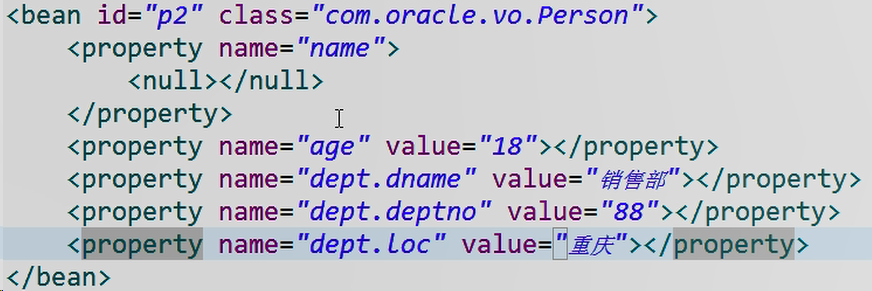 <bean id="p2" class="com.oracle.vo.Person">
<property name="name">
<null></null>
</property>
<property name="age" value="18"></property>
<property name="dept.dname" value="销售部"></property>
<property name="dept.deptno" value="88"></property>
<property name="dept.loc" value="重庆"></property>
</bean>